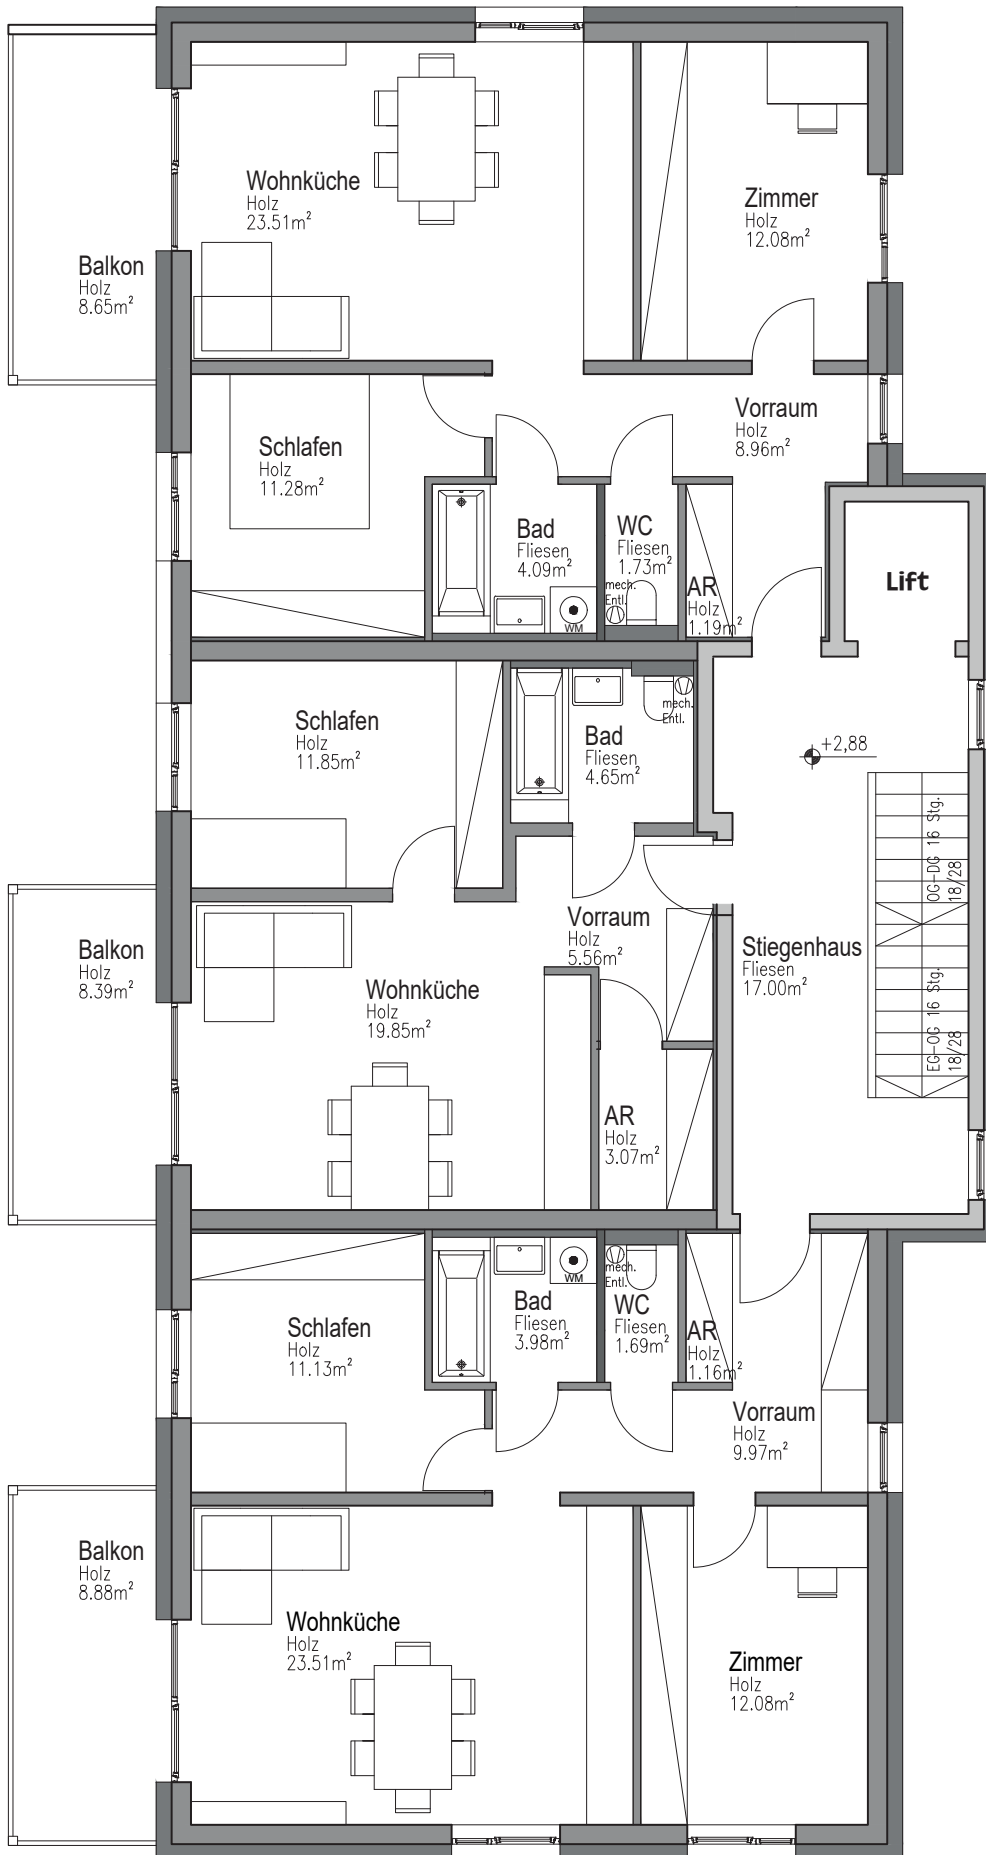 Wohnküche
Holz
23.51m²
Zimmer
Holz
12.08m²
Balkon
Holz
8.65m²
Vorraum
Holz
8.96m²
Schlafen
Holz
11.28m²
Bad
Fliesen
4.09m²
WM
WC
Fliesen
1.73m²
mech.
Entl.
AR
Holz
1.19m²
Lift
Schlafen
Holz
11.85m²
mech.
Entl.
Bad
Fliesen
4.65m²
+2,88
OG-DG 16 Stg.
18/28
EG-OG 16 Stg.
18/28
Vorraum
Holz
5.56m²
Stiegenhaus
Fliesen
17.00m²
Balkon
Holz
8.39m²
Wohnküche
Holz
19.85m²
AR
Holz
3.07m²
Schlafen
Holz
11.13m²
WM
Bad
Fliesen
3.98m²
mech.
Entl.
WC
Fliesen
1.69m²
AR
Holz
1.16m²
Vorraum
Holz
9.97m²
Balkon
Holz
8.88m²
Wohnküche
Holz
23.51m²
Zimmer
Holz
12.08m²